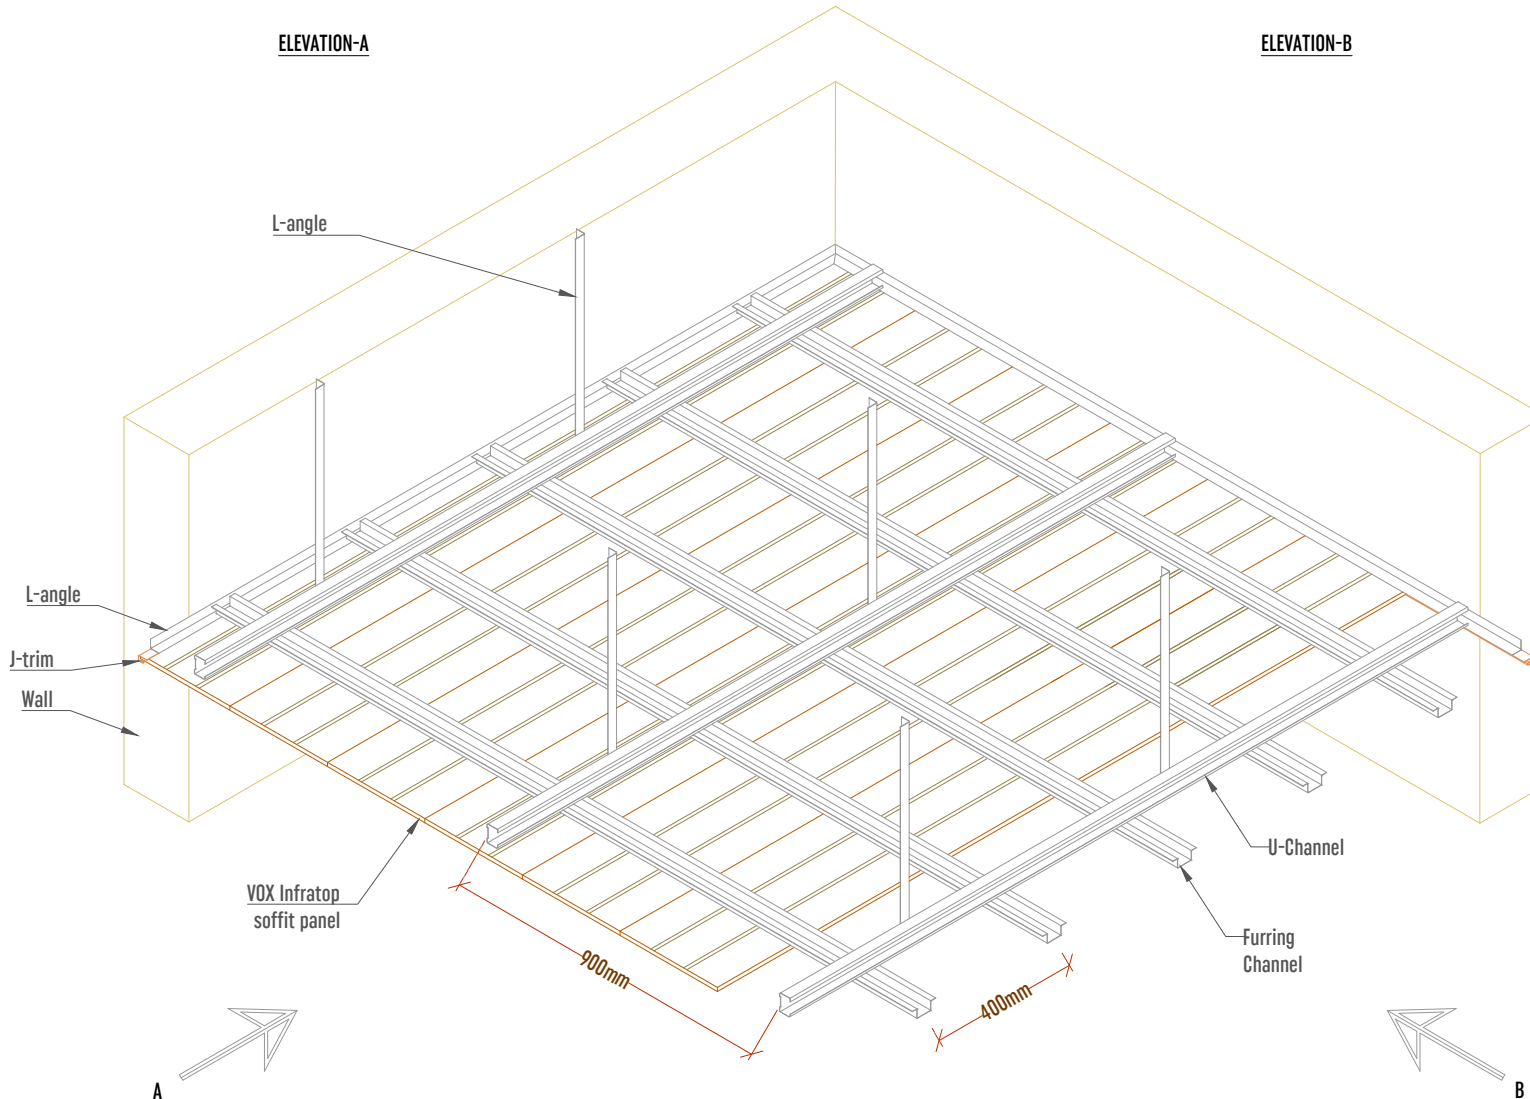 ELEVATION-A
ELEVATION-B
L-angle
L-angle
J-trim
Wall
U-Channel
VOX Infratop
soffit panel
Furring
Channel
900mm
400mm
A
B